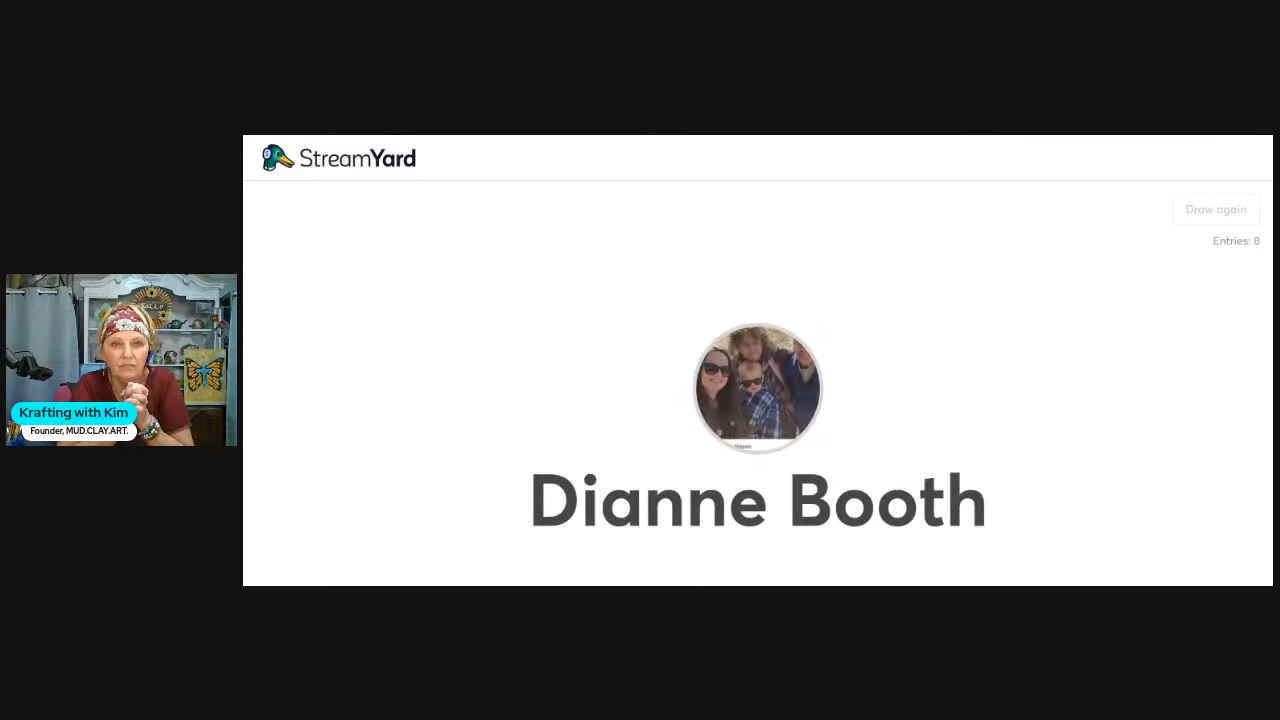 StreamYard
Draw again
Entries: 8
Krafting with Kim
Founder, MUD.CLAY.ART.
Dianne Booth